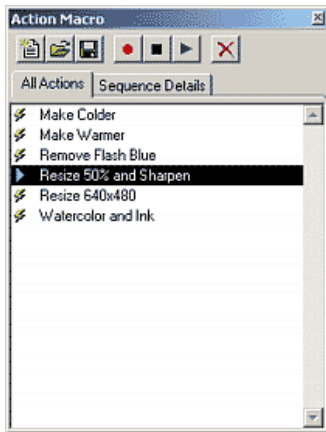 Action Macro
All Actions
Sequence Details
Make Colder
Make Warmer
Remove Flash Blue
Resize 50% and Sharpen
Resize 640x480
Watercolor and Ink